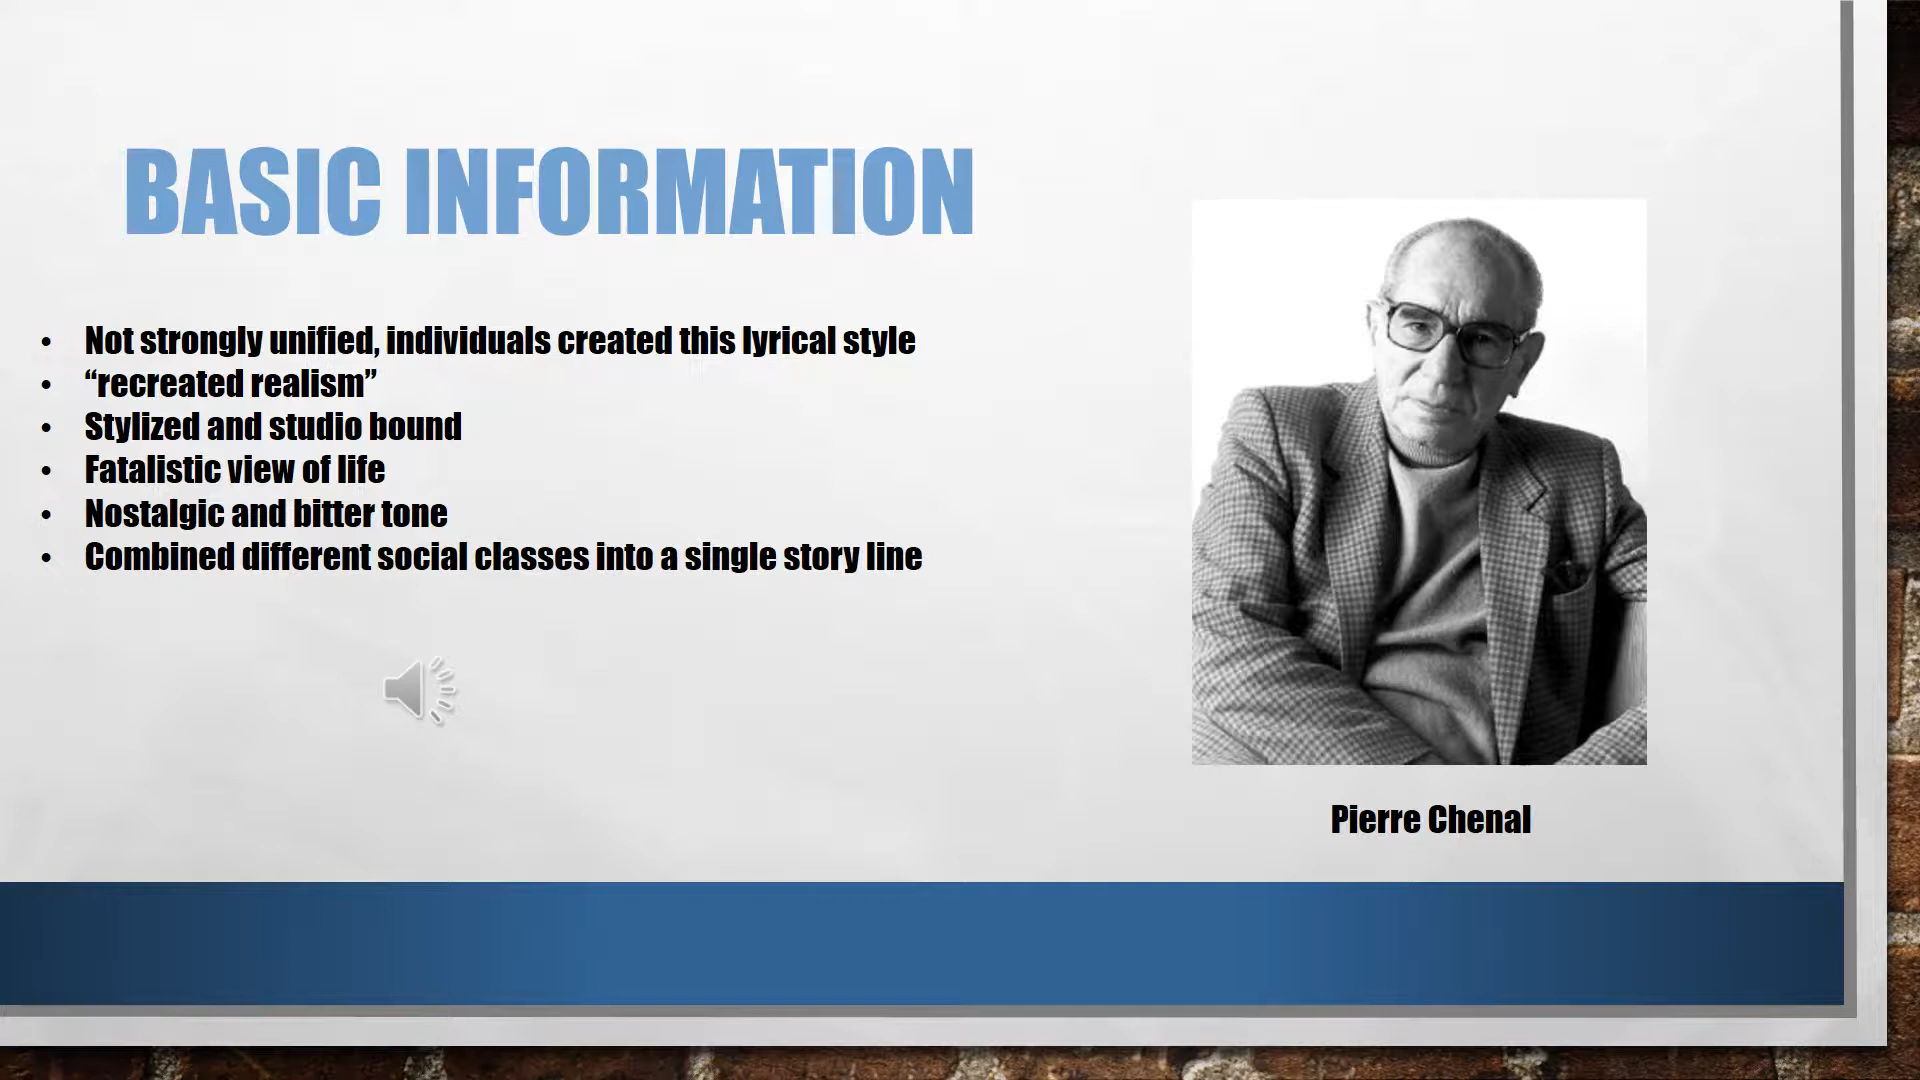 BASIC INFORMATION
• Not strongly unified, individuals created this lyrical style
• “recreated realism”
• Stylized and studio bound
• Fatalistic view of life
• Nostalgic and bitter tone
• Combined different social classes into a single story line
Pierre Chenal